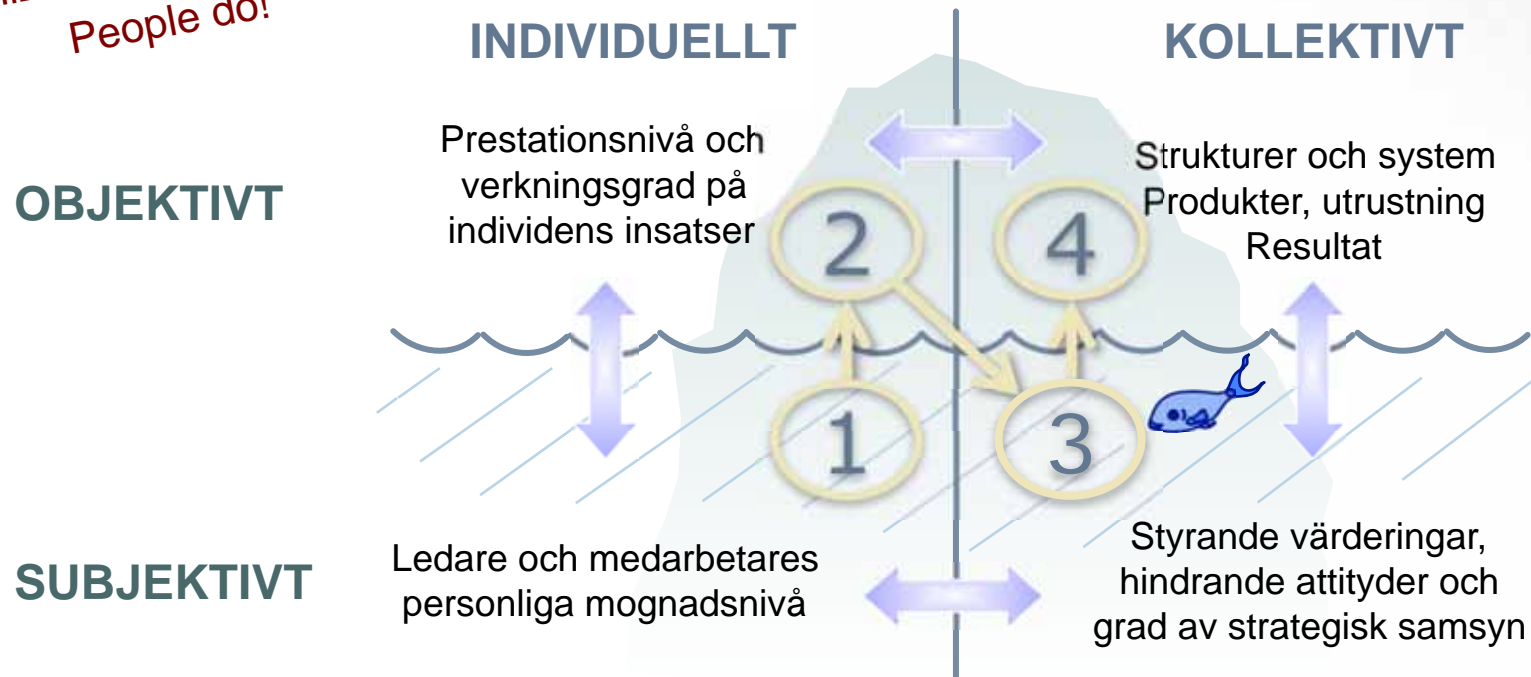 People do!
INDIVIDUELLT
KOLLEKTIVT
OBJEKTIVT
Prestationsnivå och
verkningsgrad på
individens insatser
Strukturer och system
Produkter, utrustning
Resultat
2
4
1
3
SUBJEKTIVT
Ledare och medarbetares
personliga mognadsnivå
Styrande värderingar,
hindrande attityder och
grad av strategisk samsyn